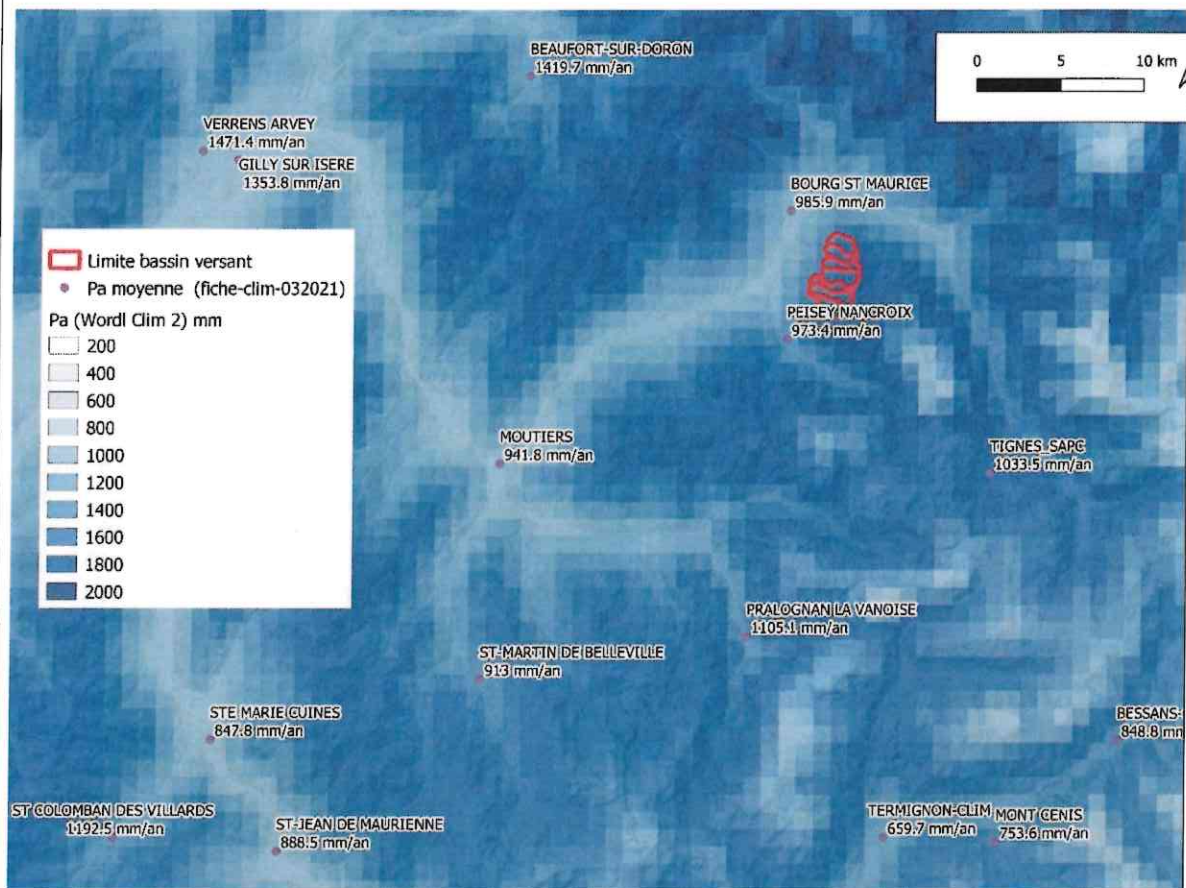 BEAUFORT-SUR-DORON
1419.7 mm/an
0 5 10 km
VERRENS ARVEY
1471.4 mm/an
GILLY SUR ISERE
1353.8 mm/an
BOURG ST MAURICE
985.9 mm/an
Limite bassin versant
Pa moyenne (fiche-clim-032021)
Pa (Wordl Clim 2) mm
200
400
600
800
1000
1200
1400
1600
1800
2000
PEISEY NANCROIX
973.4 mm/an
MOUTIERS
941.8 mm/an
TIGNES_SAPC
1033.5 mm/an
PRALOGNAN LA VANOISE
1105.1 mm/an
ST-MARTIN DE BELLEVILLE
913 mm/an
STE MARIE CUINES
847.8 mm/an
BESSANS-
848.8 mm
ST COLOMBAN DES VILLARDS
1192.5 mm/an
ST-JEAN DE MAURIENNE
888.5 mm/an
TERMIGNON-CLIM
659.7 mm/an
MONT CENIS
753.6 mm/an